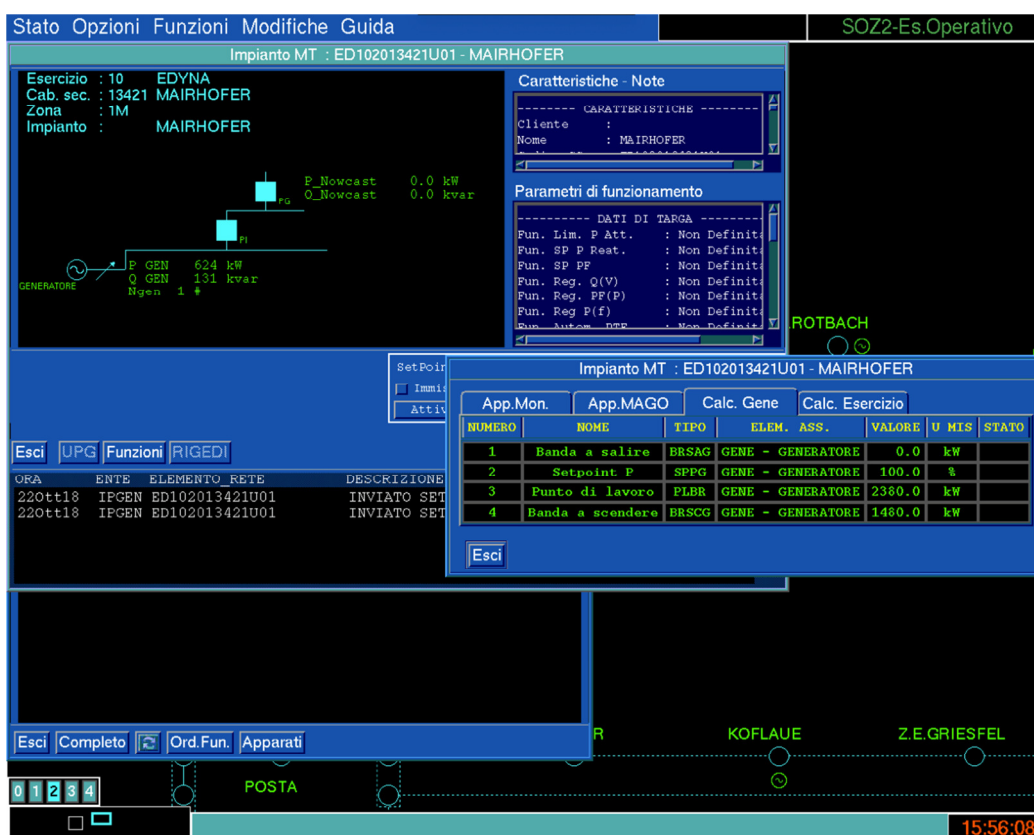 Stato Opzioni Funzioni Modifiche Guida
SOZ2-Es.Operativo
Impianto MT : ED102013421U01 - MAIRHOFER
Esercizio : 10 EDYNA
Cab. sec. : 13421 MAIRHOFER
Zona : 1M
Impianto : MAIRHOFER
P_Nowcast 0.0 kW
Q_Nowcast 0.0 kvar
PG
PI
GENERATORE
P GEN 624 kW
Q GEN 131 kvar
Ngen 1 #
Caratteristiche - Note
-------- CARATTERISTICHE --------
Cliente :
Nome : MAIRHOFER
Parametri di funzionamento
---------- DATI DI TARGA --------
Fun. Lim. P Att. : Non Definita
Fun. SP P Reat. : Non Definita
Fun. SP PF : Non Definita
Fun. Reg. Q(V) : Non Definita
Fun. Reg. PF(P) : Non Definita
Fun. Reg P(f) : Non Definita
Fun. Autom. DTE : Non Definita
ROTBACH
SetPoin
Immi
Attiv
Esci UPG Funzioni RIGEDI
ORA ENTE ELEMENTO_RETE DESCRIZIONE
22Ott18 IPGEN ED102013421U01 INVIATO SET
22Ott18 IPGEN ED102013421U01 INVIATO SET
Impianto MT : ED102013421U01 - MAIRHOFER
App.Mon. App.MAGO Calc. Gene Calc. Esercizio
NUMERO NOME TIPO ELEM. ASS. VALORE U MIS STATO
1 Banda a salire BRSAG GENE - GENERATORE 0.0 kW
2 Setpoint P SPPG GENE - GENERATORE 100.0 %
3 Punto di lavoro PLBR GENE - GENERATORE 2380.0 kW
4 Banda a scendere BRSCG GENE - GENERATORE 1480.0 kW
Esci
Esci Completo Ord.Fun. Apparati
R
KOFLAUE
Z.E.GRIESFEL
POSTA
0 1 2 3 4
15:56:08